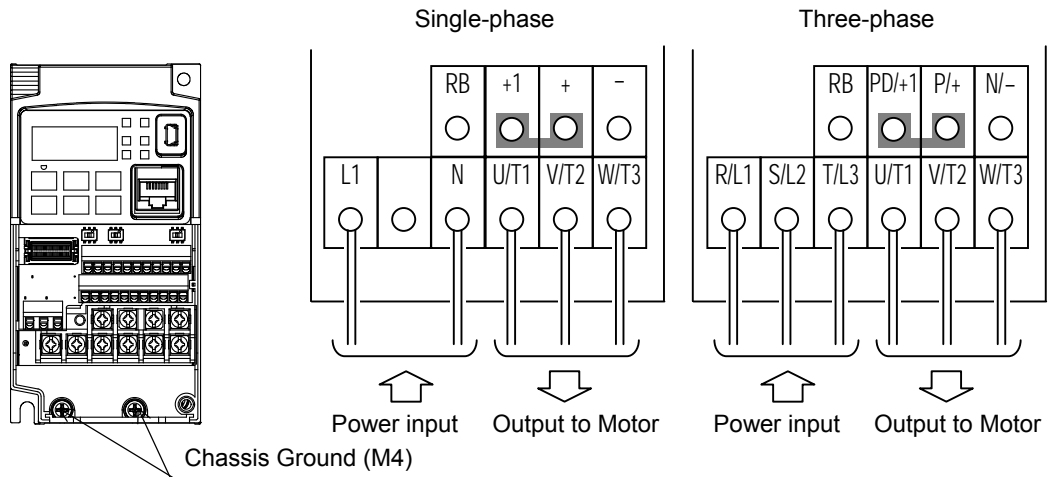 Single-phase
Three-phase
RB +1 + −
L1 N U/T1 V/T2 W/T3
Power input Output to Motor
RB PD/+1 P/+ N/−
R/L1 S/L2 T/L3 U/T1 V/T2 W/T3
Power input Output to Motor
Chassis Ground (M4)